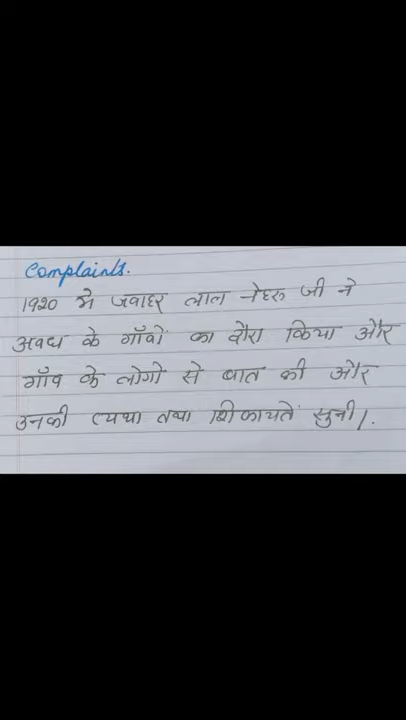 Complaints.
1920 मे जवाहर लाल नेहरू जी ने
अवध के गाँवों का दौरा किया और
गाँव के लोगो से बात की और
उनकी व्यथा तथा शिकायतें सुनी/.